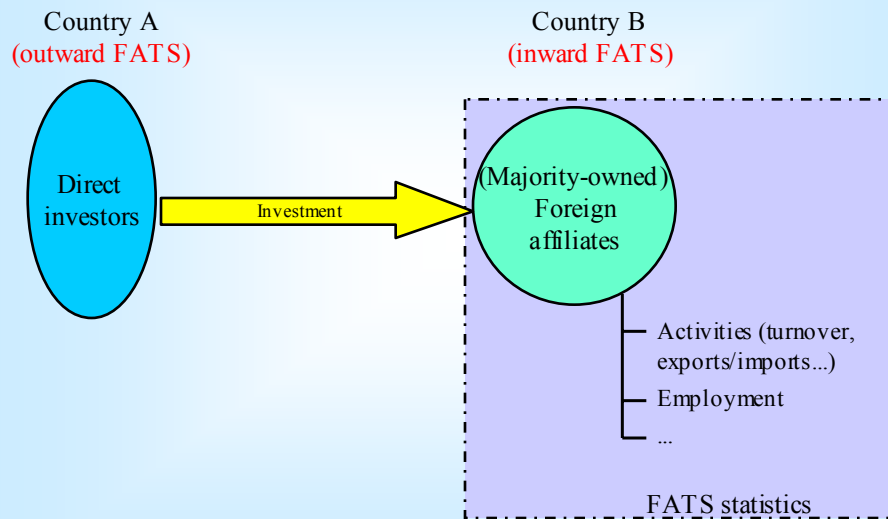 Country A
(outward FATS)
Country B
(inward FATS)
Direct
investors
Investment
(Majority-owned)
Foreign
affiliates
Activities (turnover,
exports/imports...)
Employment
...
FATS statistics